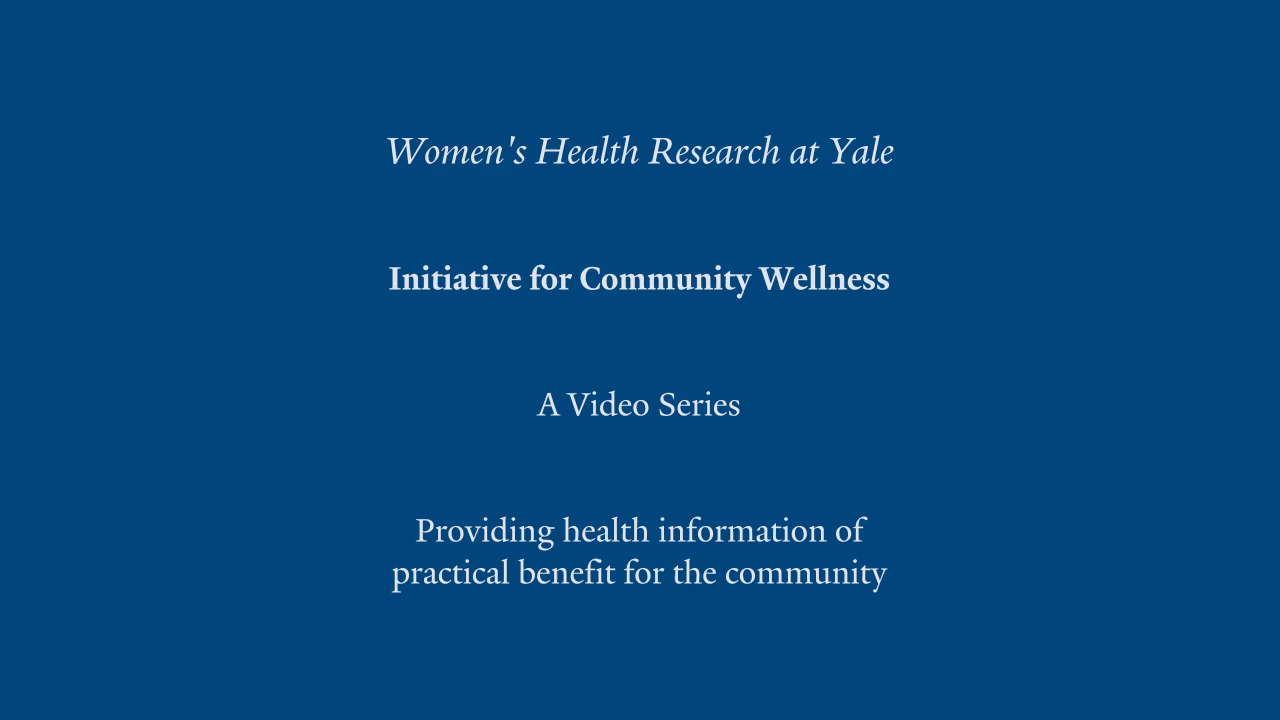 Women's Health Research at Yale
Initiative for Community Wellness
A Video Series
Providing health information of
practical benefit for the community